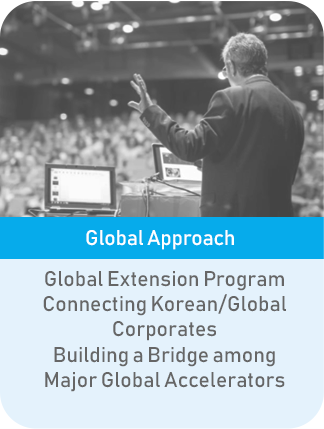 Global Approach
Global Extension Program
Connecting Korean/Global
Corporates
Building a Bridge among
Major Global Accelerators